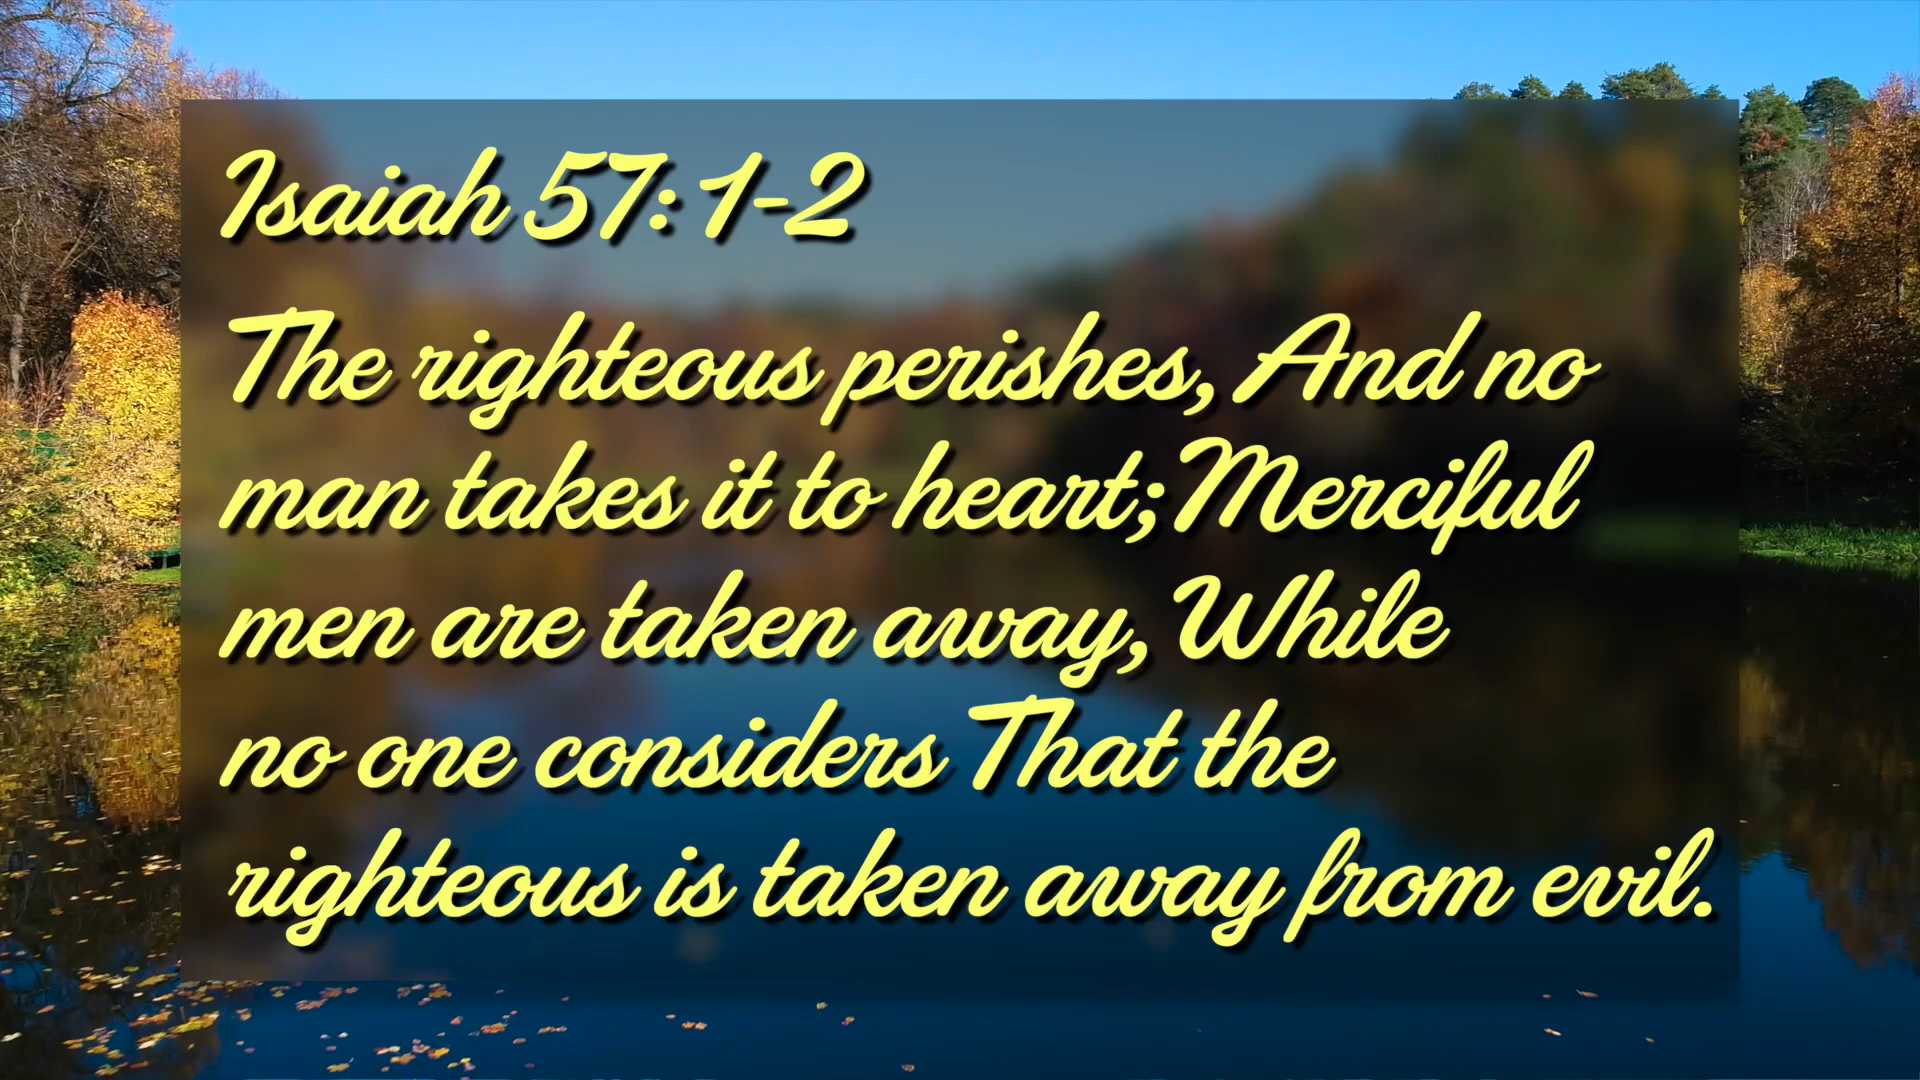 Isaiah 57:1-2
The righteous perishes, And no
man takes it to heart; Merciful
men are taken away, While
no one considers That the
righteous is taken away from evil.